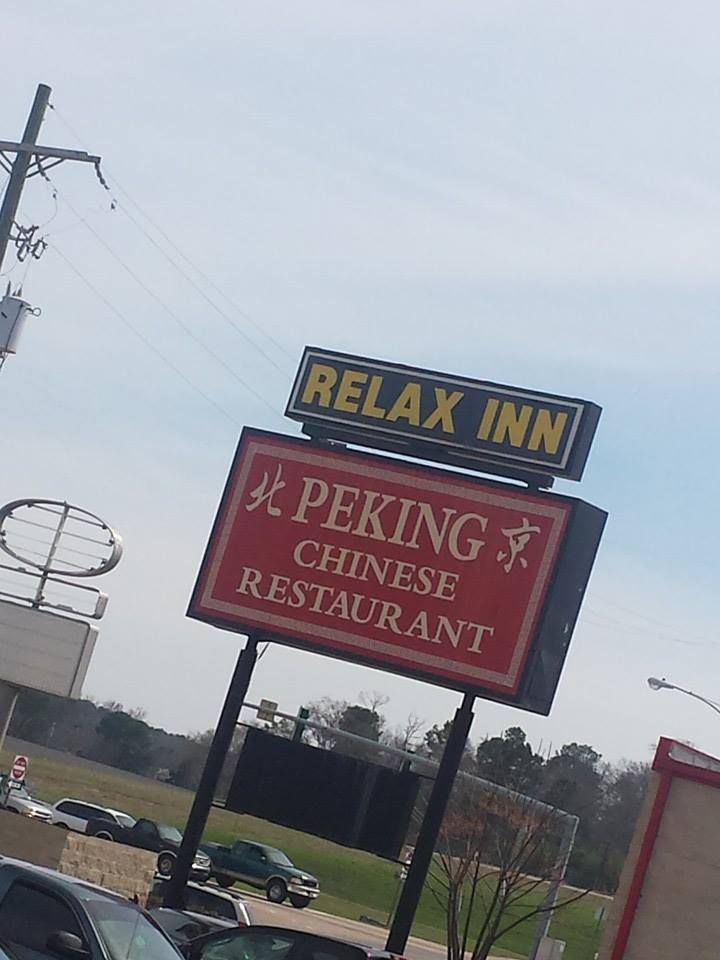 RELAX INN
北 PEKING 京
CHINESE
RESTAURANT